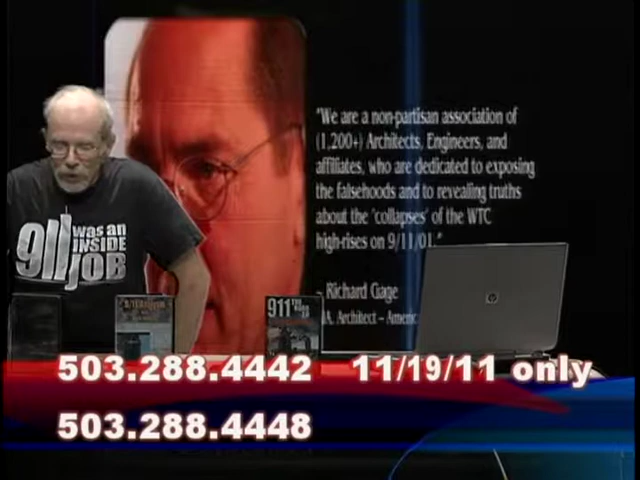 "We are a non-partisan association of
(1,200+) Architects, Engineers, and
affiliates, who are dedicated to exposing
the falsehoods and to revealing truths
about the 'collapses' of the WTC
high-rises on 9/11/01."
– Richard Gage
IA, Architect – Americ
911 was an
INSIDE
JOB
911
503.288.4442 11/19/11 only
503.288.4448